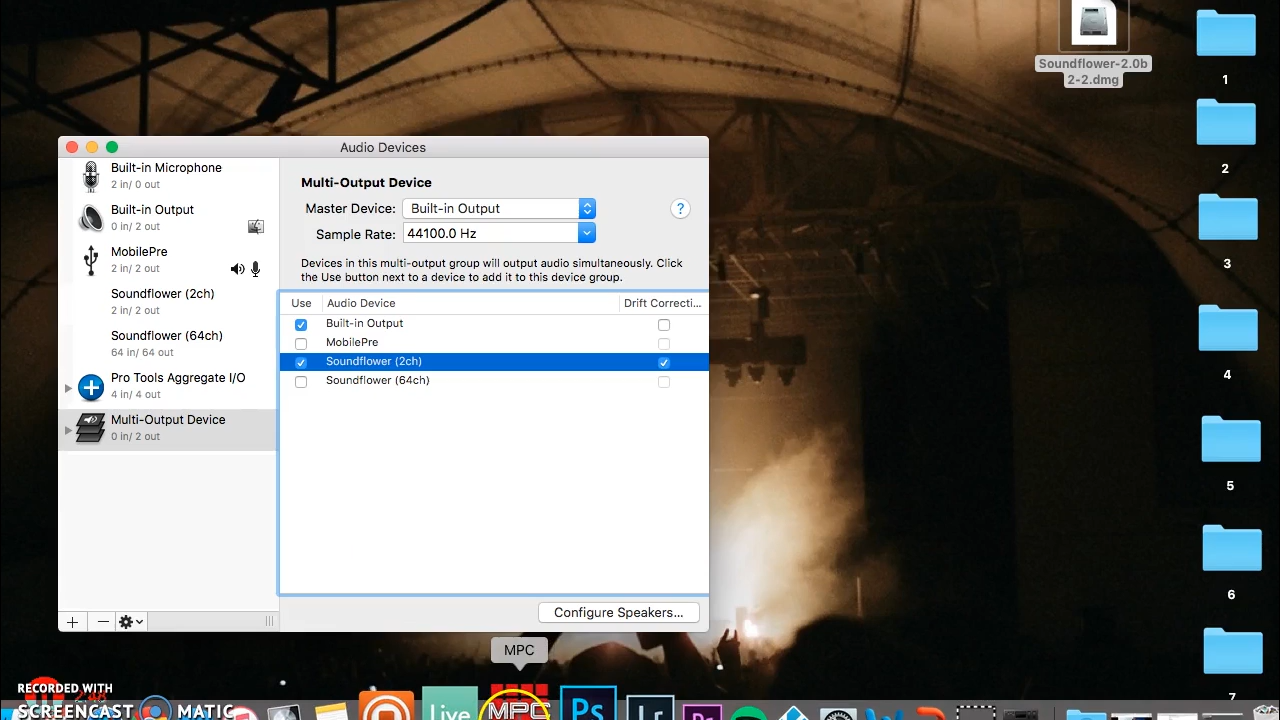 Soundflower-2.0b
2-2.dmg
1
2
3
4
5
6
7
Audio Devices
Built-in Microphone
2 in/ 0 out
Built-in Output
0 in/ 2 out
MobilePre
2 in/ 2 out
Soundflower (2ch)
2 in/ 2 out
Soundflower (64ch)
64 in/ 64 out
Pro Tools Aggregate I/O
4 in/ 4 out
Multi-Output Device
0 in/ 2 out
Multi-Output Device
Master Device: Built-in Output
?
Sample Rate: 44100.0 Hz
Devices in this multi-output group will output audio simultaneously. Click
the Use button next to a device to add it to this device group.
Use Audio Device Drift Correcti...
Built-in Output
MobilePre
Soundflower (2ch)
Soundflower (64ch)
Configure Speakers...
MPC
RECORDED WITH
SCREENCAST MATIC
Live
MPC
Ps
Lr
Pr